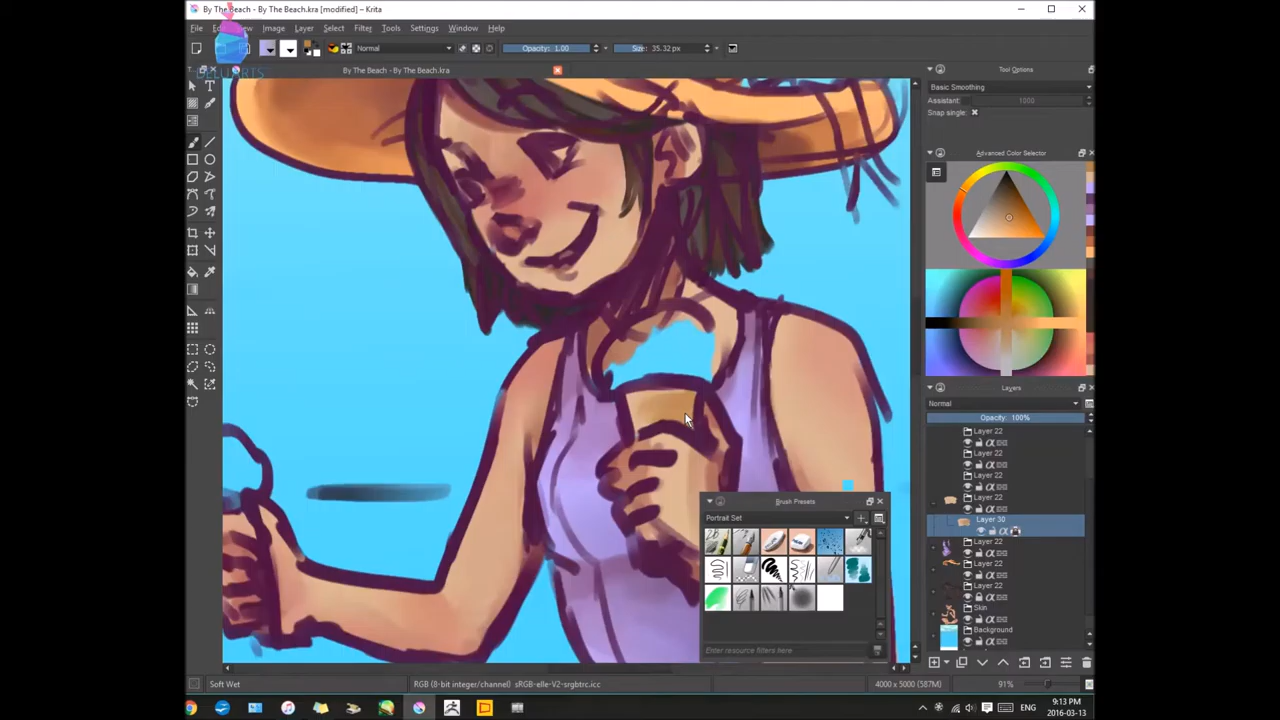 By The Beach - By The Beach.kra [modified] – Krita
File Edit View Image Layer Select Filter Tools Settings Window Help
Normal
Opacity: 1.00
Size: 35.32 px
DELUARTS
T...
By The Beach - By The Beach.kra
Tool Options
Basic Smoothing
Assistant: 1000
Snap single:
Advanced Color Selector
Layers
Normal
Opacity: 100%
Layer 22
Layer 22
Layer 22
Layer 22
Layer 30
Layer 22
Layer 22
Layer 22
Skin
Background
Brush Presets
Portrait Set
Enter resource filters here
Soft Wet
RGB (8-bit integer/channel) sRGB-elle-V2-srgbtrc.icc
4000 x 5000 (587M)
91%
ENG
9:13 PM
2016-03-13